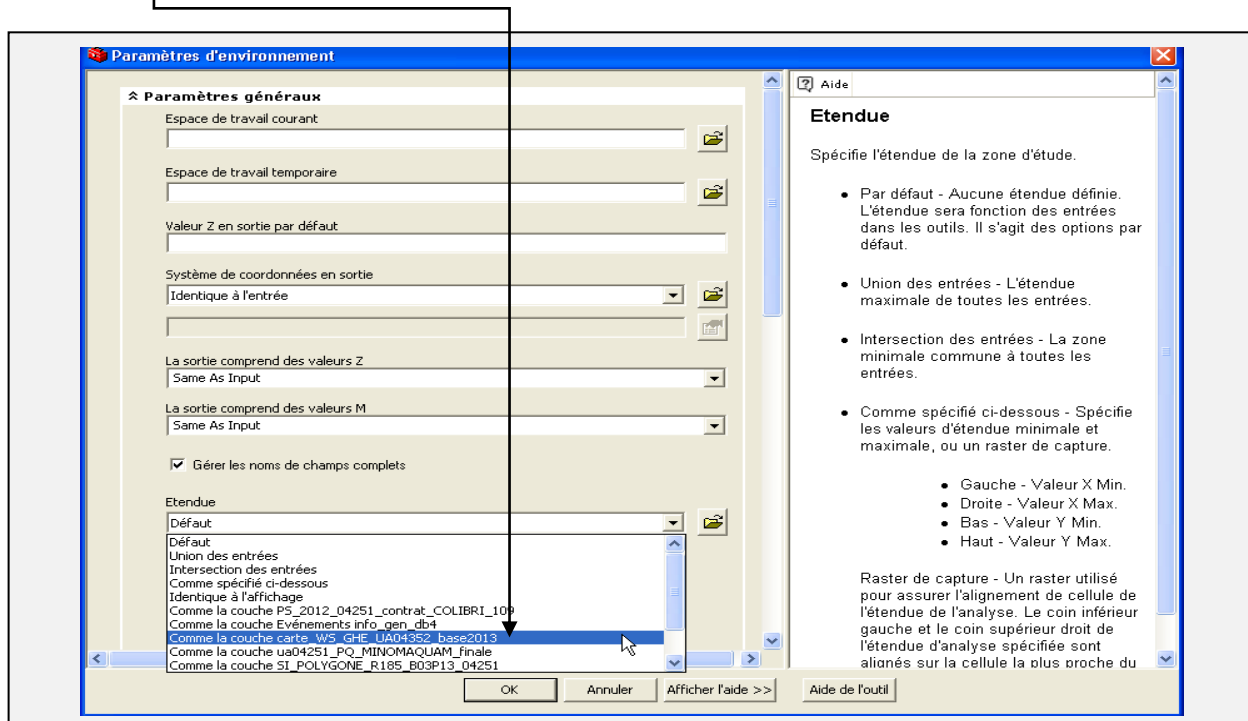 Paramètres d'environnement
Paramètres généraux
Espace de travail courant
Espace de travail temporaire
Valeur Z en sortie par défaut
Système de coordonnées en sortie
Identique à l'entrée
La sortie comprend des valeurs Z
Same As Input
La sortie comprend des valeurs M
Same As Input
Gérer les noms de champs complets
Etendue
Défaut
Défaut
Union des entrées
Intersection des entrées
Comme spécifié ci-dessous
Identique à l'affichage
Comme la couche PS_2012_04251_contrat_COLIBRI_109
Comme la couche Evénements info_gen_db4
Comme la couche carte_WS_GHE_UA04352_base2013
Comme la couche ua04251_PQ_MINOMAQUAM_finale
Comme la couche SI_POLYGONE_R185_B03P13_04251
OK
Annuler
Afficher l'aide >>
Aide
Etendue
Spécifie l'étendue de la zone d'étude.
• Par défaut - Aucune étendue définie.
L'étendue sera fonction des entrées
dans les outils. Il s'agit des options par
défaut.
• Union des entrées - L'étendue
maximale de toutes les entrées.
• Intersection des entrées - La zone
minimale commune à toutes les
entrées.
• Comme spécifié ci-dessous - Spécifie
les valeurs d'étendue minimale et
maximale, ou un raster de capture.
• Gauche - Valeur X Min.
• Droite - Valeur X Max.
• Bas - Valeur Y Min.
• Haut - Valeur Y Max.
Raster de capture - Un raster utilisé
pour assurer l'alignement de cellule de
l'étendue de l'analyse. Le coin inférieur
gauche et le coin supérieur droit de
l'étendue d'analyse spécifiée sont
alignés sur la cellule la plus proche du
Aide de l'outil